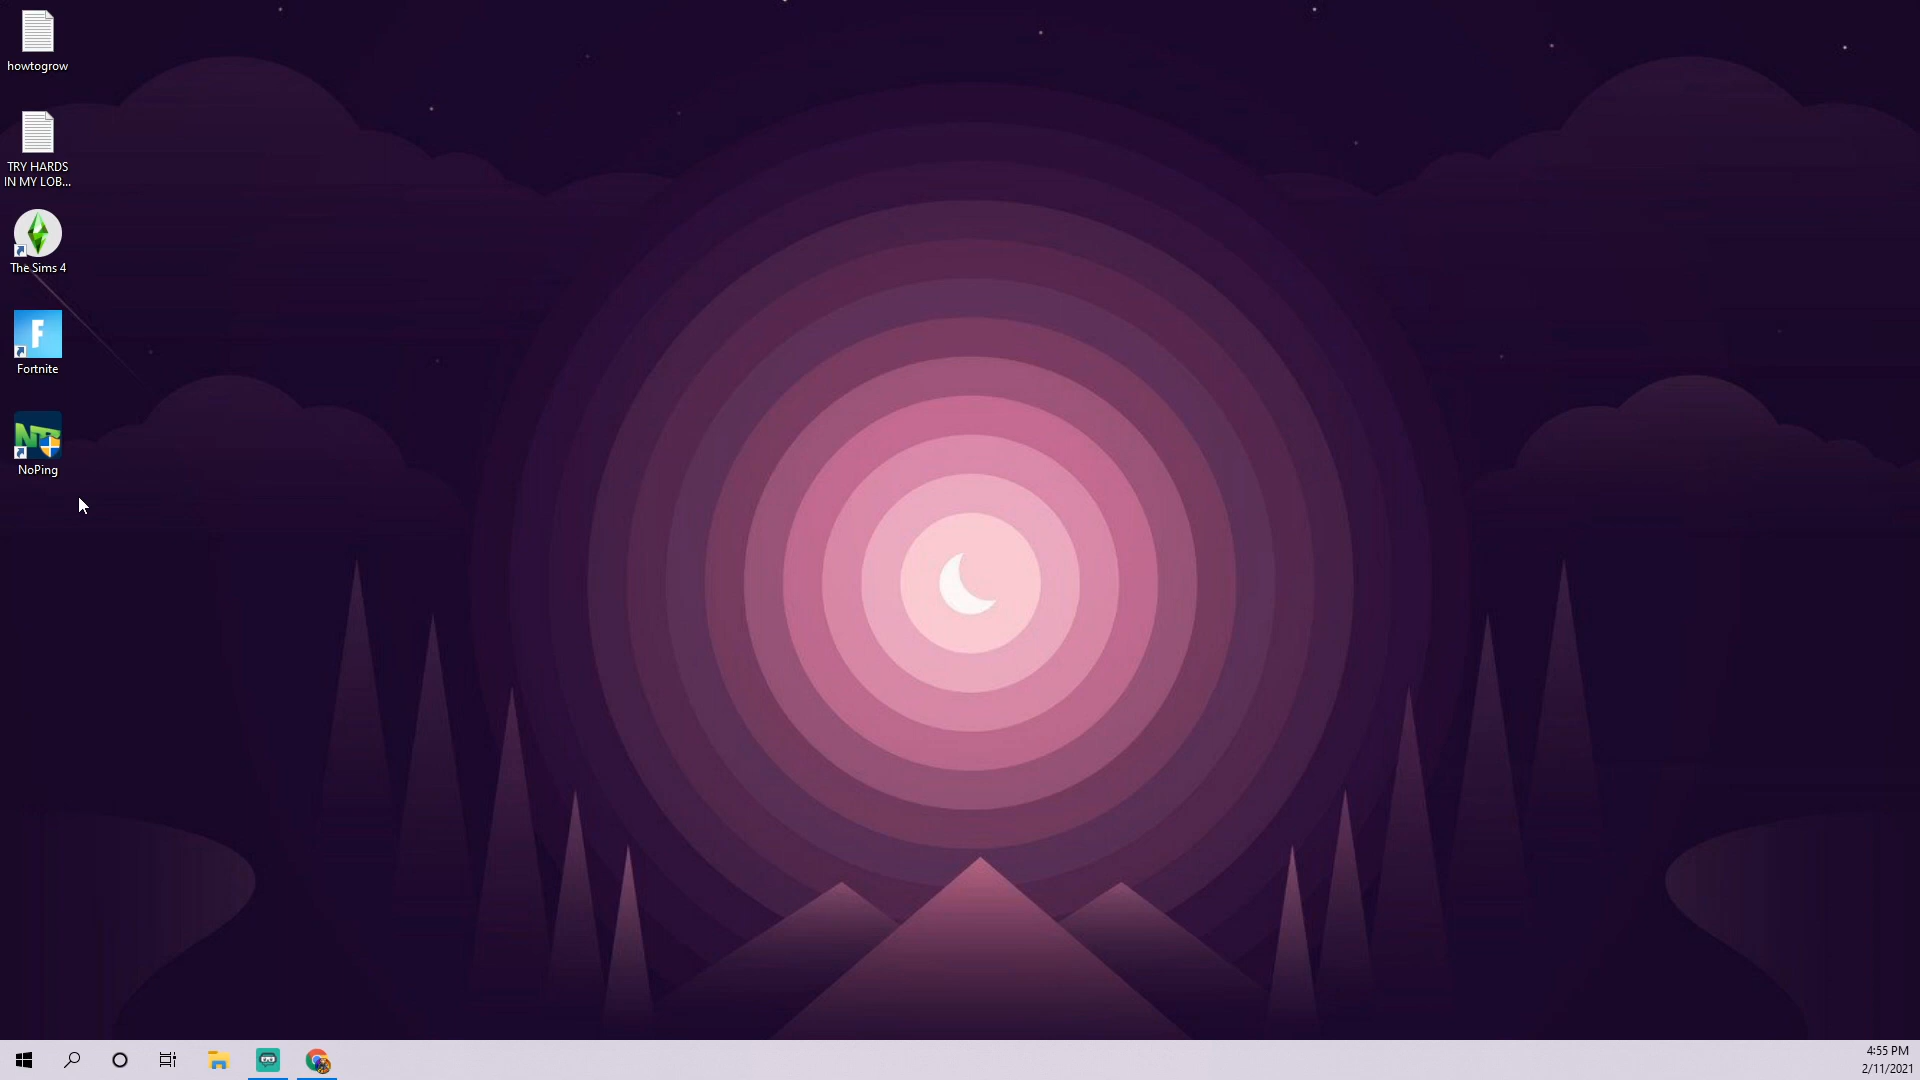 howtogrow
TRY HARDS
IN MY LOB...
The Sims 4
F
Fortnite
NoPing
4:55 PM
2/11/2021